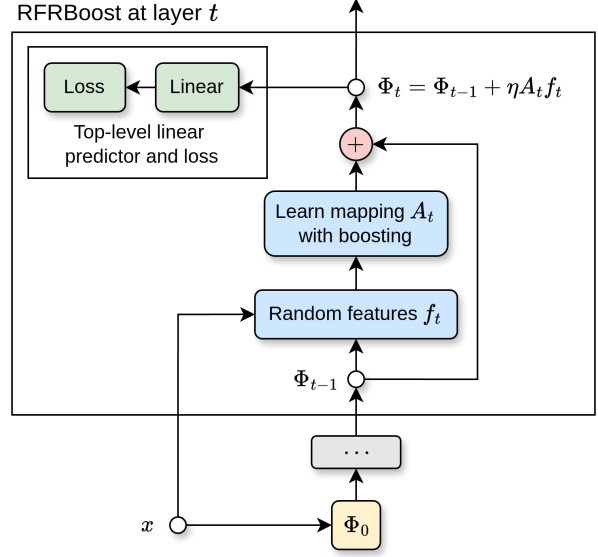 RFRBoost at layer t
Loss
Linear
Φₜ = Φₜ₋₁ + ηAₜfₜ
Top-level linear
predictor and loss
+
Learn mapping Aₜ
with boosting
Random features fₜ
Φₜ₋₁
...
x
Φ₀